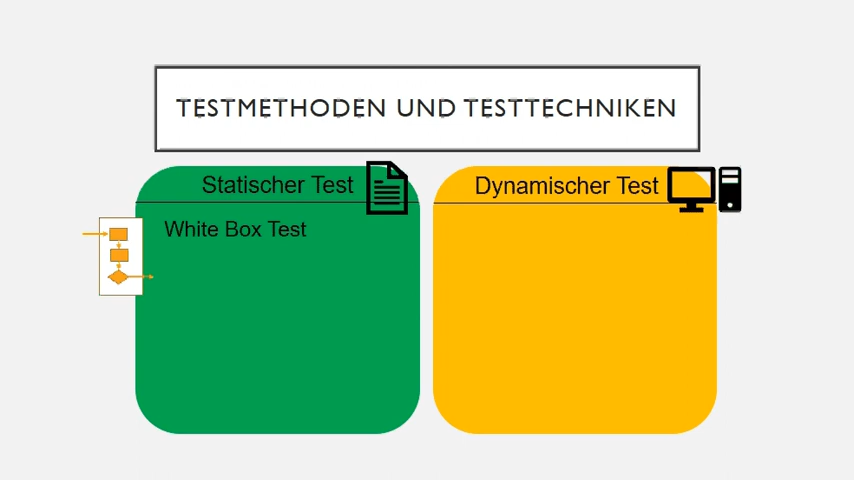 TESTMETHODEN UND TESTTECHNIKEN
Statischer Test
Dynamischer Test
White Box Test